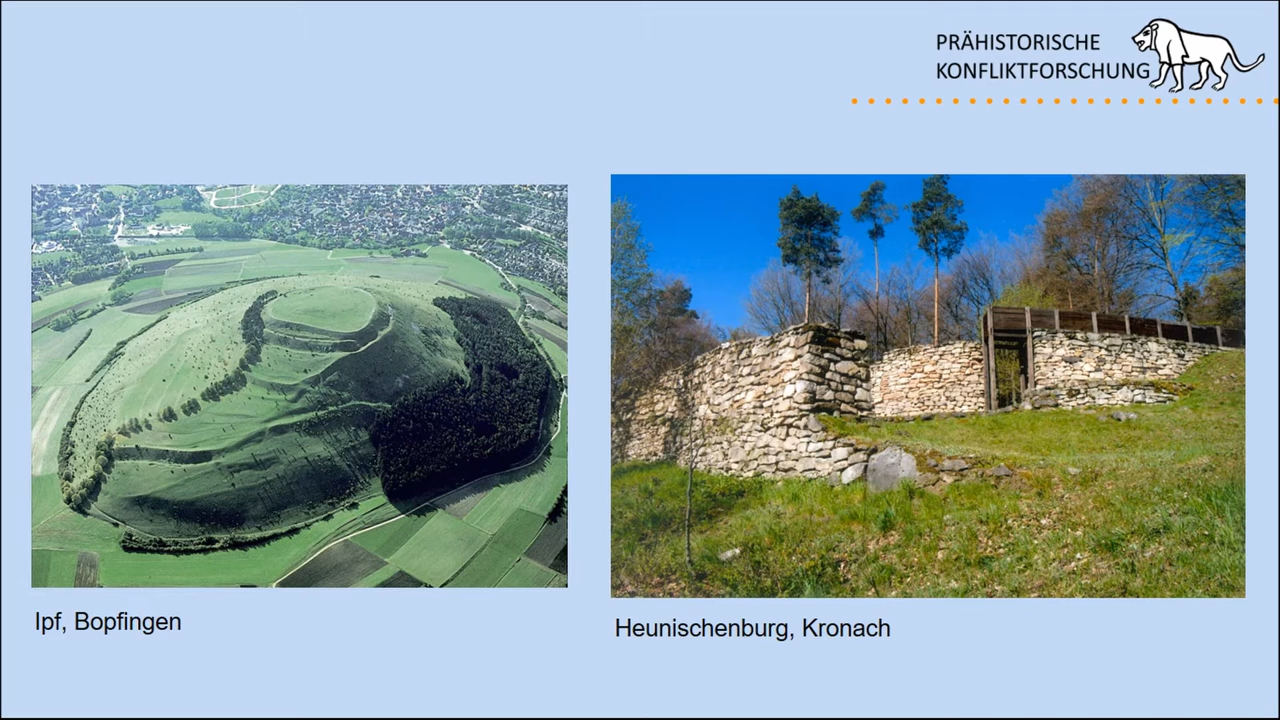 PRÄHISTORISCHE
KONFLIKTFORSCHUNG
Ipf, Bopfingen
Heunischenburg, Kronach